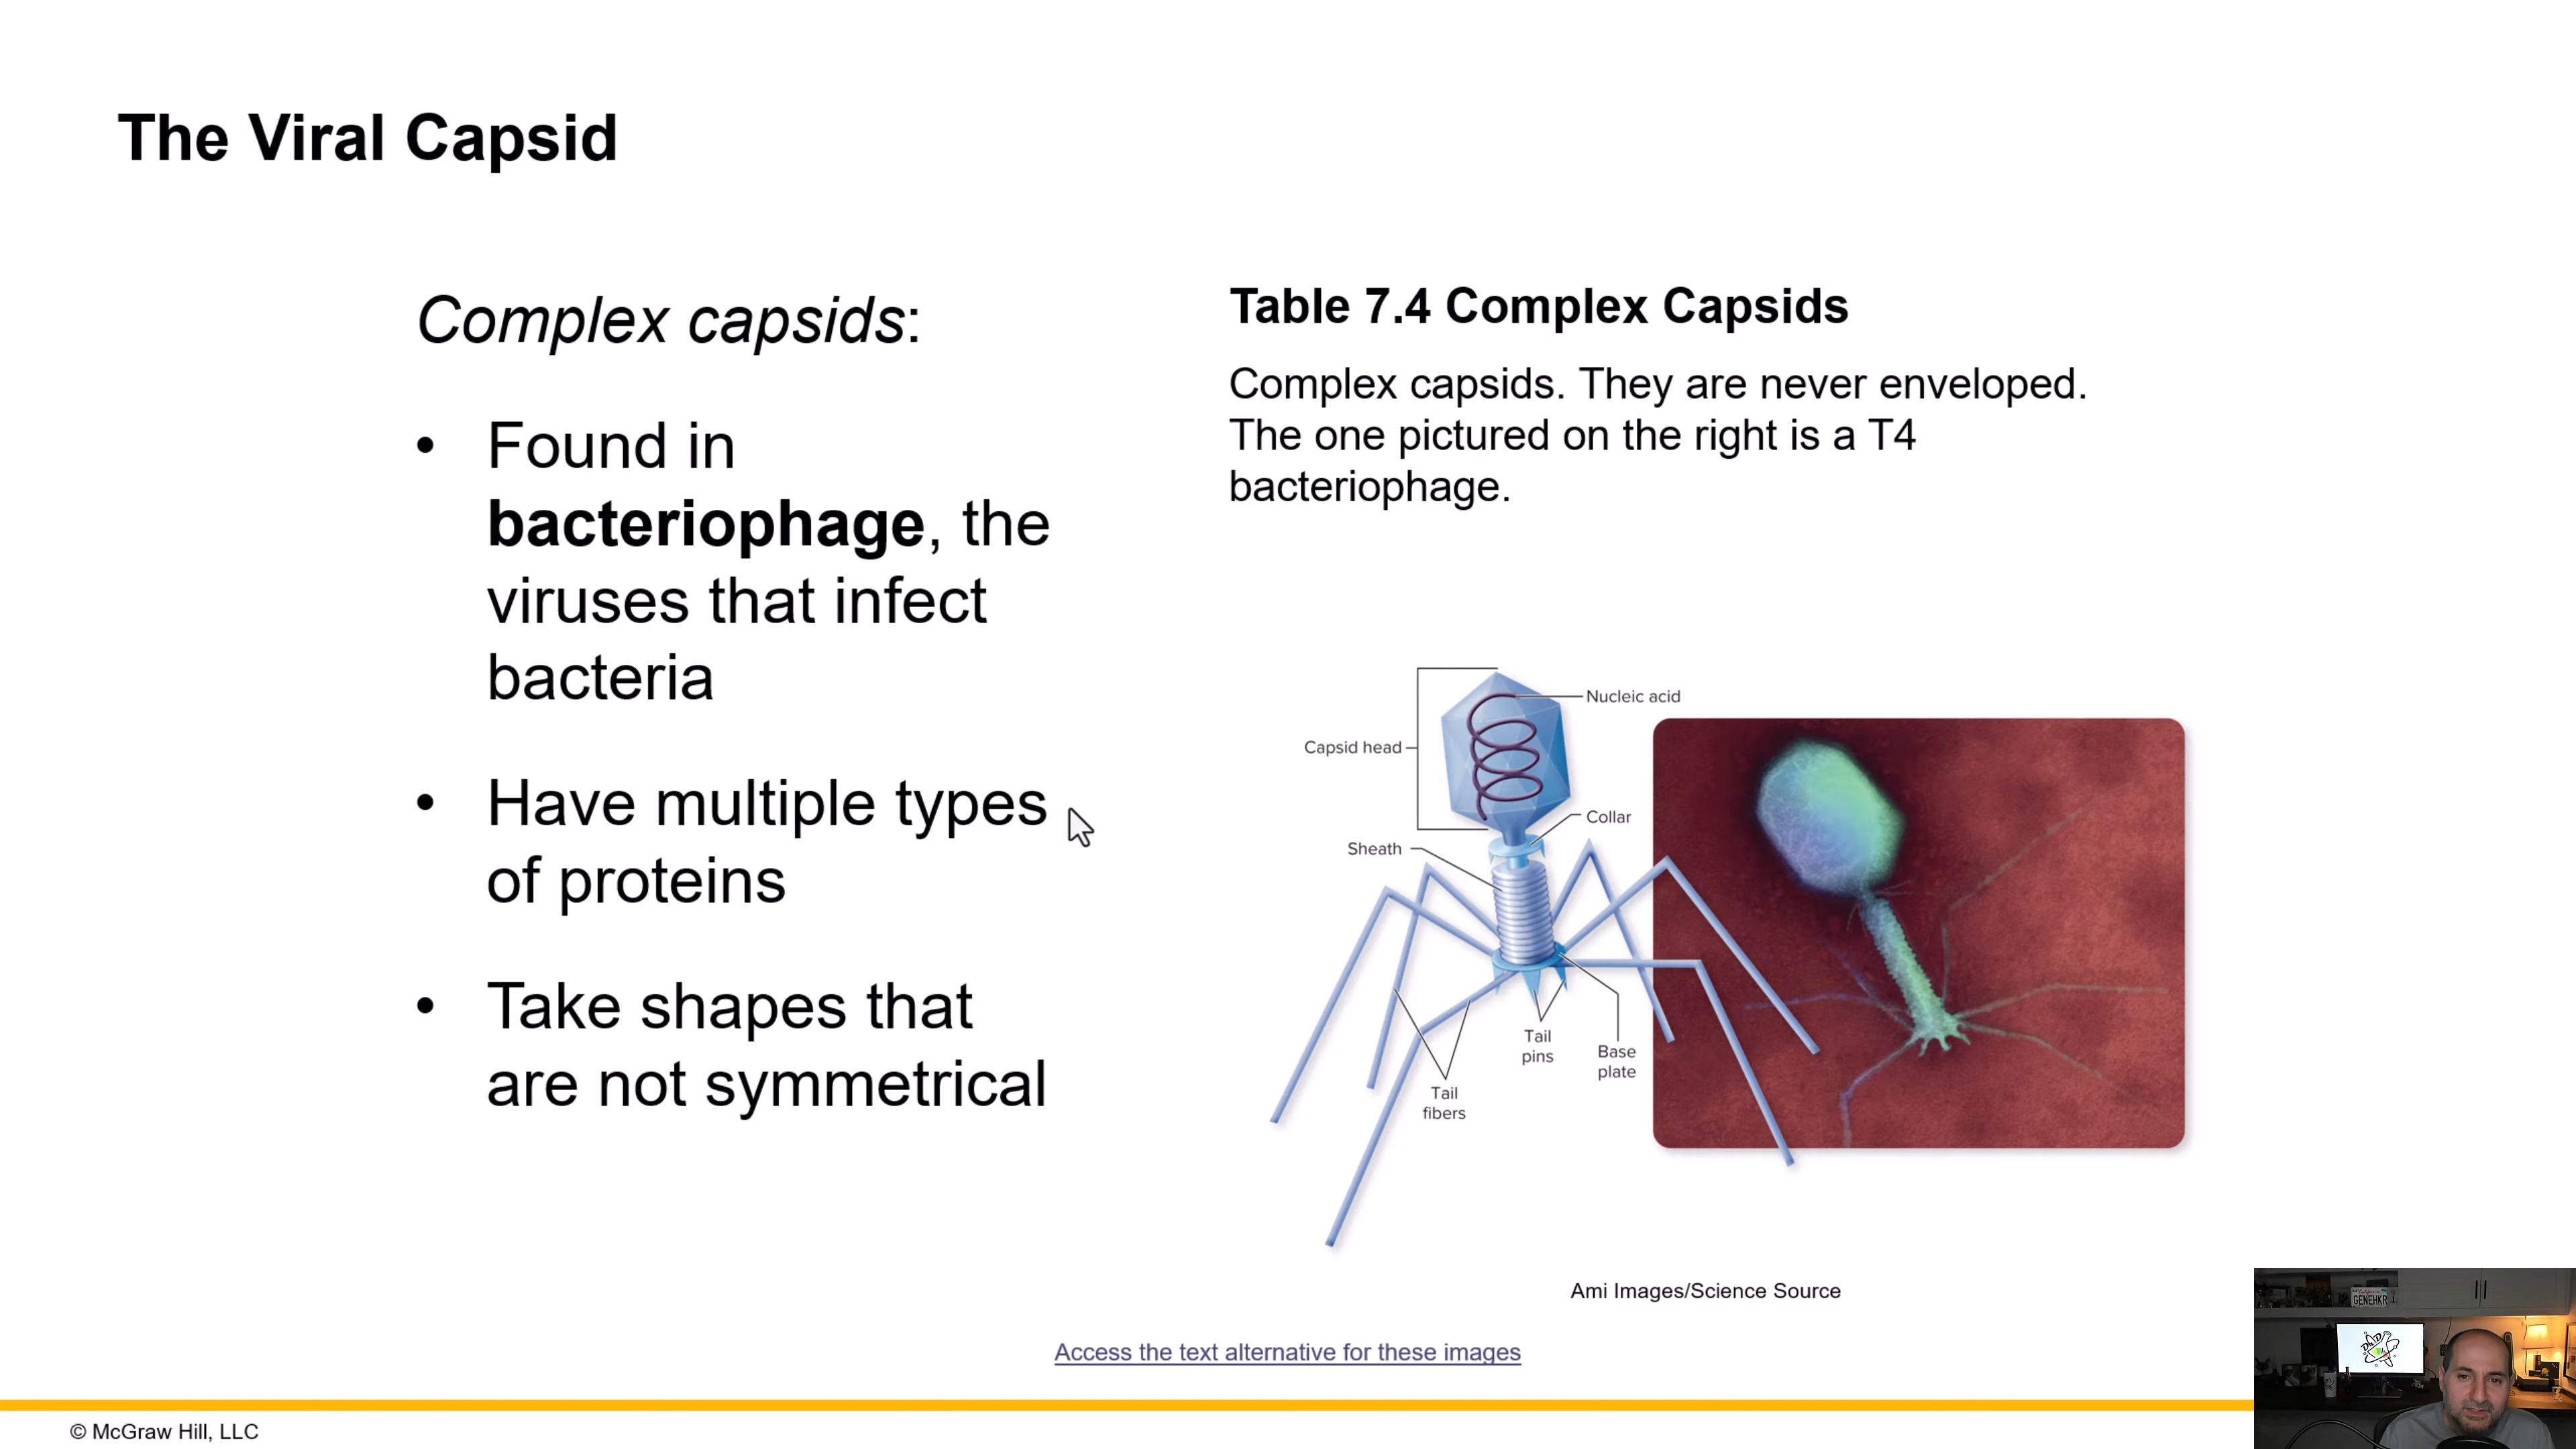 The Viral Capsid
Complex capsids:
• Found in
bacteriophage, the
viruses that infect
bacteria
• Have multiple types
of proteins
• Take shapes that
are not symmetrical
Table 7.4 Complex Capsids
Complex capsids. They are never enveloped.
The one pictured on the right is a T4
bacteriophage.
Nucleic acid
Capsid head
Collar
Sheath
Tail
pins
Base
plate
Tail
fibers
Ami Images/Science Source
Access the text alternative for these images
© McGraw Hill, LLC
GENEHKR